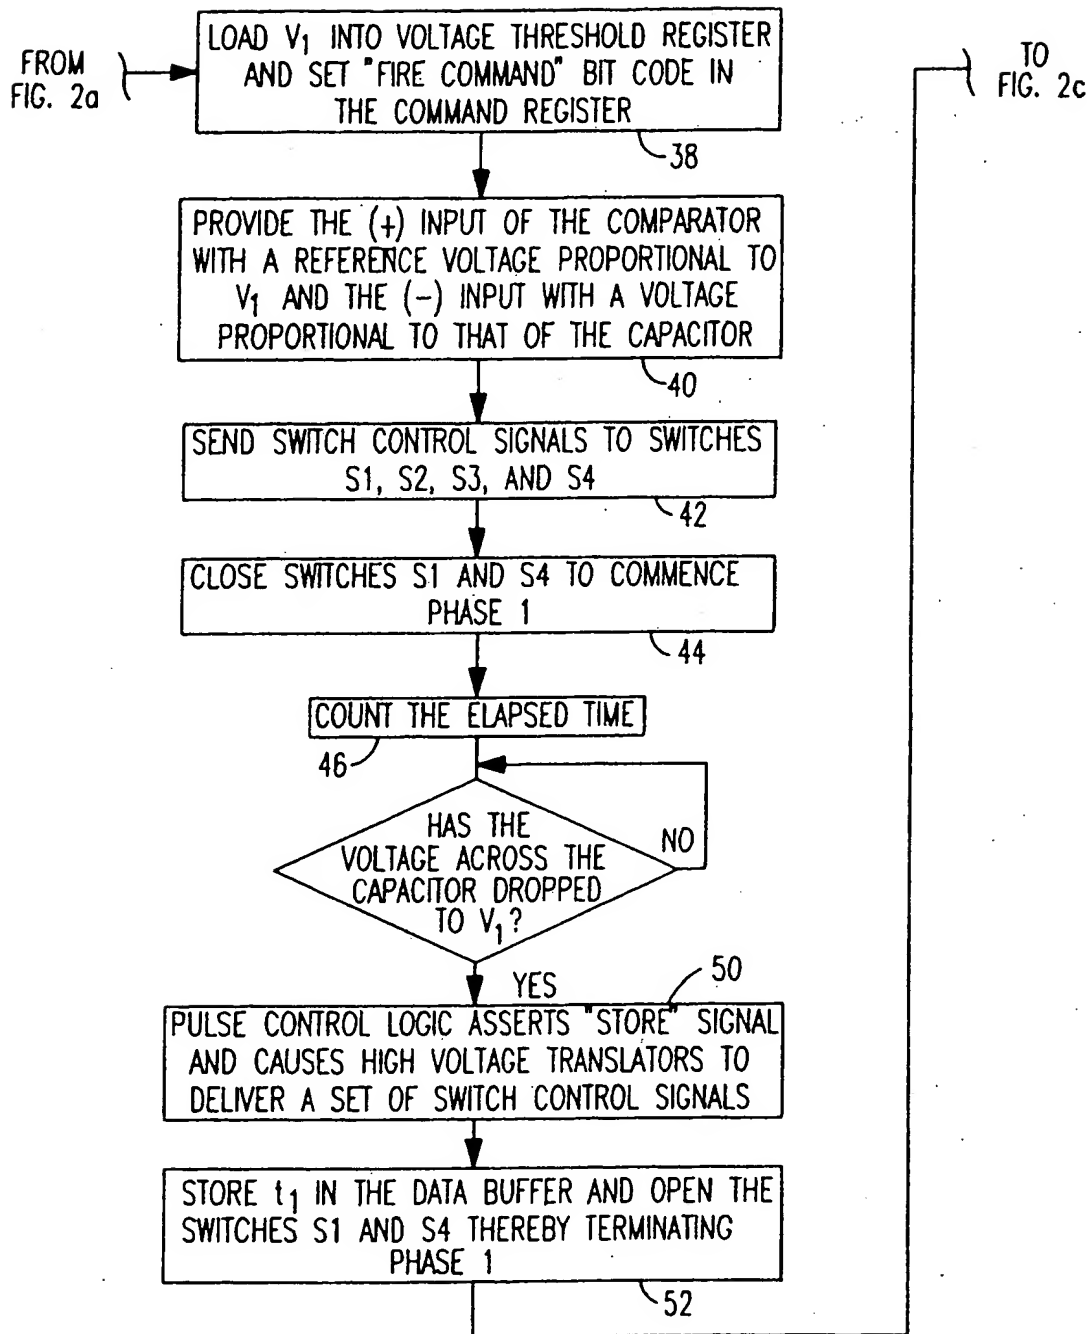 FROM
FIG. 2a
LOAD V1 INTO VOLTAGE THRESHOLD REGISTER
AND SET "FIRE COMMAND" BIT CODE IN
THE COMMAND REGISTER
38
TO
FIG. 2c
PROVIDE THE (+) INPUT OF THE COMPARATOR
WITH A REFERENCE VOLTAGE PROPORTIONAL TO
V1 AND THE (-) INPUT WITH A VOLTAGE
PROPORTIONAL TO THAT OF THE CAPACITOR
40
SEND SWITCH CONTROL SIGNALS TO SWITCHES
S1, S2, S3, AND S4
42
CLOSE SWITCHES S1 AND S4 TO COMMENCE
PHASE 1
44
COUNT THE ELAPSED TIME
46
HAS THE
VOLTAGE ACROSS THE
CAPACITOR DROPPED
TO V1?
NO
YES
50
PULSE CONTROL LOGIC ASSERTS "STORE" SIGNAL
AND CAUSES HIGH VOLTAGE TRANSLATORS TO
DELIVER A SET OF SWITCH CONTROL SIGNALS
STORE t1 IN THE DATA BUFFER AND OPEN THE
SWITCHES S1 AND S4 THEREBY TERMINATING
PHASE 1
52